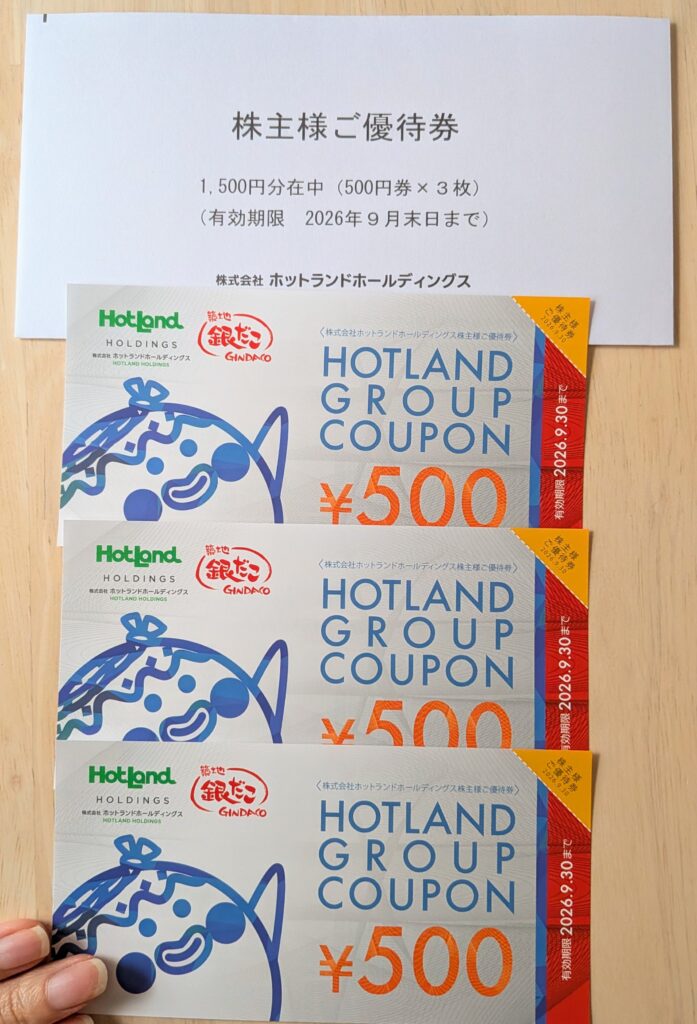 株主様ご優待券
1,500円分在中（500円券×３枚）
（有効期限　2026年９月末日まで）
株式会社 ホットランドホールディングス
HotLand
HOLDINGS
株式会社 ホットランドホールディングス
HOTLAND HOLDINGS
築地
銀だこ
GINDACO
〈株式会社ホットランドホールディングス株主様ご優待券〉
HOTLAND
GROUP
COUPON
¥500
株主様
ご優待券
2026.9.30
有効期限 2026.9.30まで
HotLand
HOLDINGS
株式会社 ホットランドホールディングス
HOTLAND HOLDINGS
築地
銀だこ
GINDACO
〈株式会社ホットランドホールディングス株主様ご優待券〉
HOTLAND
GROUP
COUPON
¥500
株主様
ご優待券
2026.9.30
有効期限 2026.9.30まで
HotLand
HOLDINGS
株式会社 ホットランドホールディングス
HOTLAND HOLDINGS
築地
銀だこ
GINDACO
〈株式会社ホットランドホールディングス株主様ご優待券〉
HOTLAND
GROUP
COUPON
¥500
株主様
ご優待券
2026.9.30
有効期限 2026.9.30まで